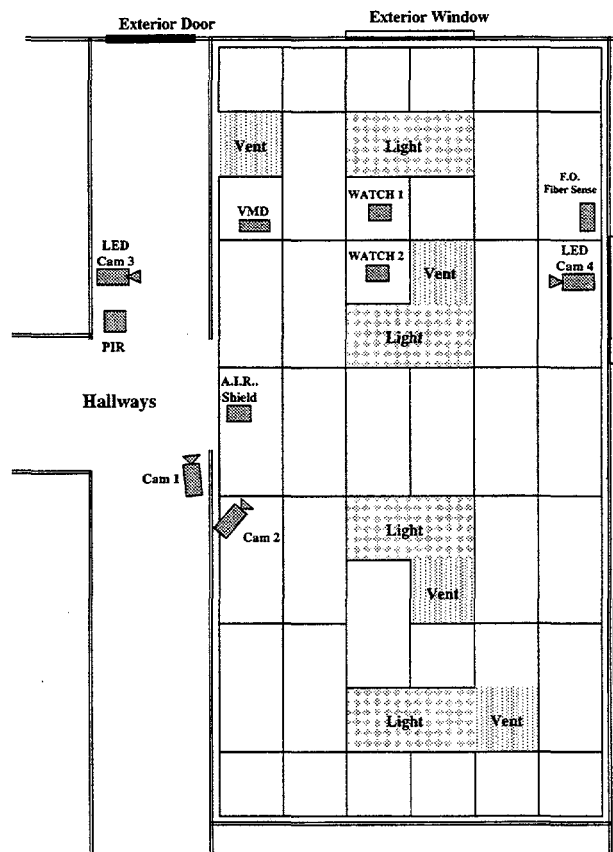 Exterior Door
Exterior Window
Vent
Light
F.O.
Fiber Sense
WATCH 1
VMD
LED
Cam 3
WATCH 2
Vent
LED
Cam 4
Light
PIR
Hallways
A.I.R..
Shield
Cam 1
Light
Cam 2
Vent
Light
Vent